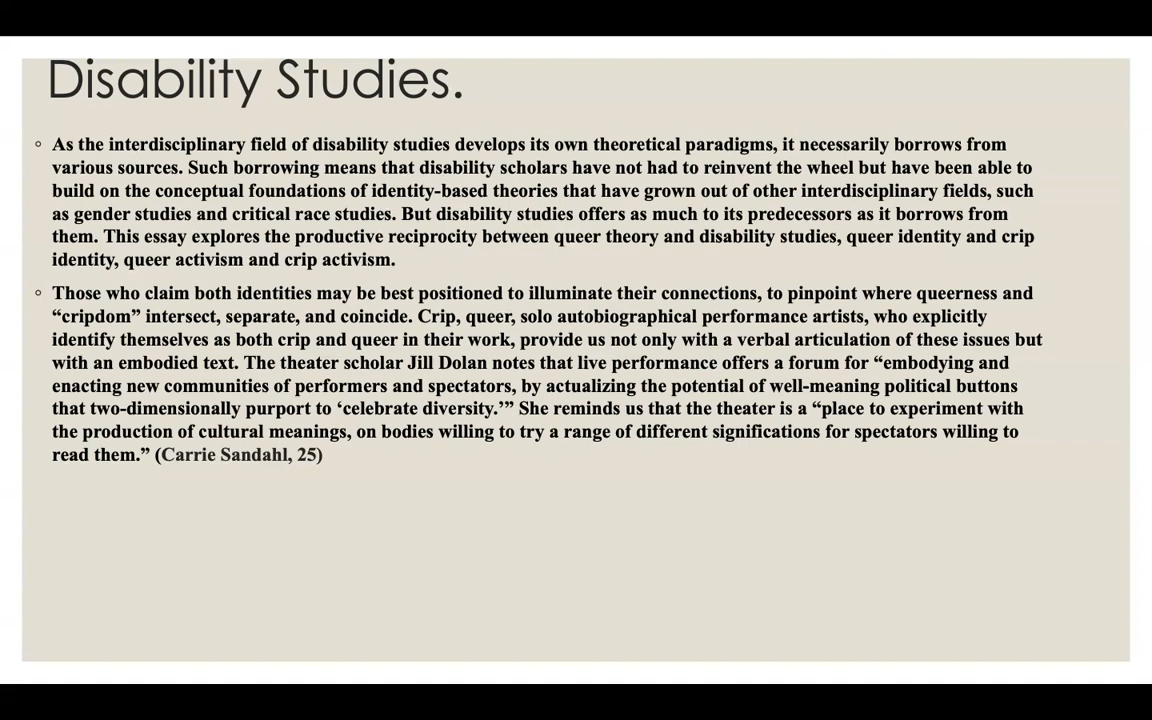 Disability Studies.
◦ As the interdisciplinary field of disability studies develops its own theoretical paradigms, it necessarily borrows from
various sources. Such borrowing means that disability scholars have not had to reinvent the wheel but have been able to
build on the conceptual foundations of identity-based theories that have grown out of other interdisciplinary fields, such
as gender studies and critical race studies. But disability studies offers as much to its predecessors as it borrows from
them. This essay explores the productive reciprocity between queer theory and disability studies, queer identity and crip
identity, queer activism and crip activism.
◦ Those who claim both identities may be best positioned to illuminate their connections, to pinpoint where queerness and
“cripdom” intersect, separate, and coincide. Crip, queer, solo autobiographical performance artists, who explicitly
identify themselves as both crip and queer in their work, provide us not only with a verbal articulation of these issues but
with an embodied text. The theater scholar Jill Dolan notes that live performance offers a forum for “embodying and
enacting new communities of performers and spectators, by actualizing the potential of well-meaning political buttons
that two-dimensionally purport to ‘celebrate diversity.’” She reminds us that the theater is a “place to experiment with
the production of cultural meanings, on bodies willing to try a range of different significations for spectators willing to
read them.” (Carrie Sandahl, 25)